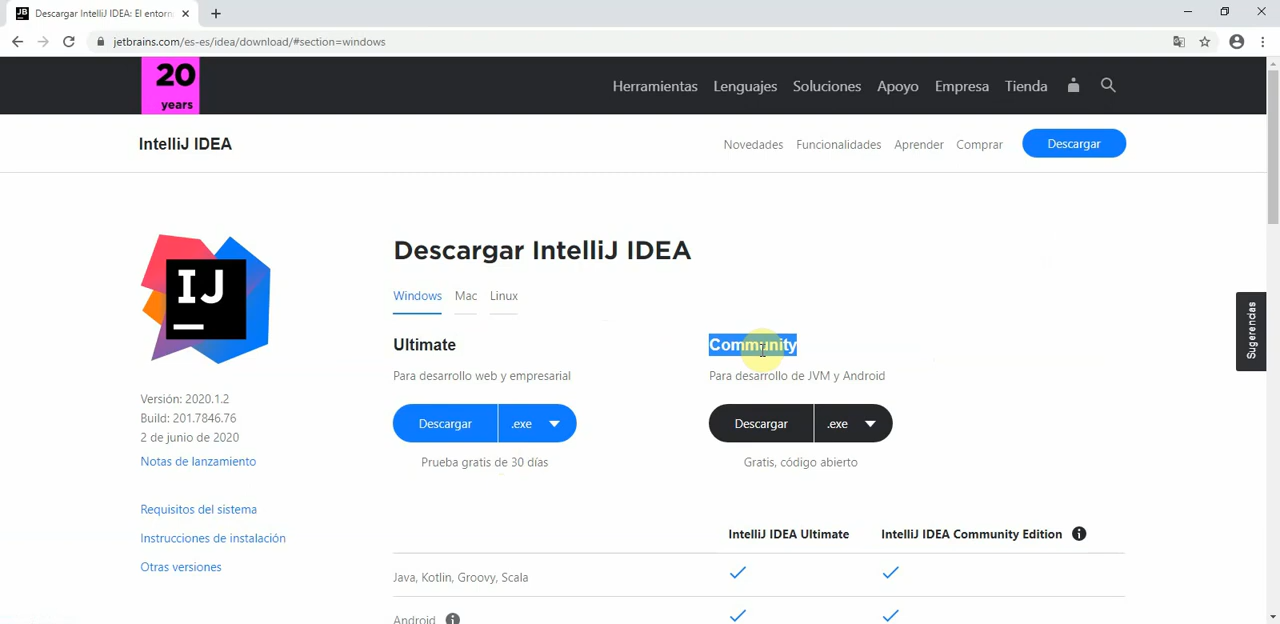 JB Descargar IntelliJ IDEA: El entorn
jetbrains.com/es-es/idea/download/#section=windows
20
years
Herramientas Lenguajes Soluciones Apoyo Empresa Tienda
IntelliJ IDEA
Novedades Funcionalidades Aprender Comprar Descargar
IJ
Descargar IntelliJ IDEA
Windows Mac Linux
Ultimate
Para desarrollo web y empresarial
Descargar .exe
Prueba gratis de 30 días
Community
Para desarrollo de JVM y Android
Descargar .exe
Gratis, código abierto
Versión: 2020.1.2
Build: 201.7846.76
2 de junio de 2020
Notas de lanzamiento
Requisitos del sistema
Instrucciones de instalación
Otras versiones
IntelliJ IDEA Ultimate IntelliJ IDEA Community Edition
Java, Kotlin, Groovy, Scala
Android
Sugerendas